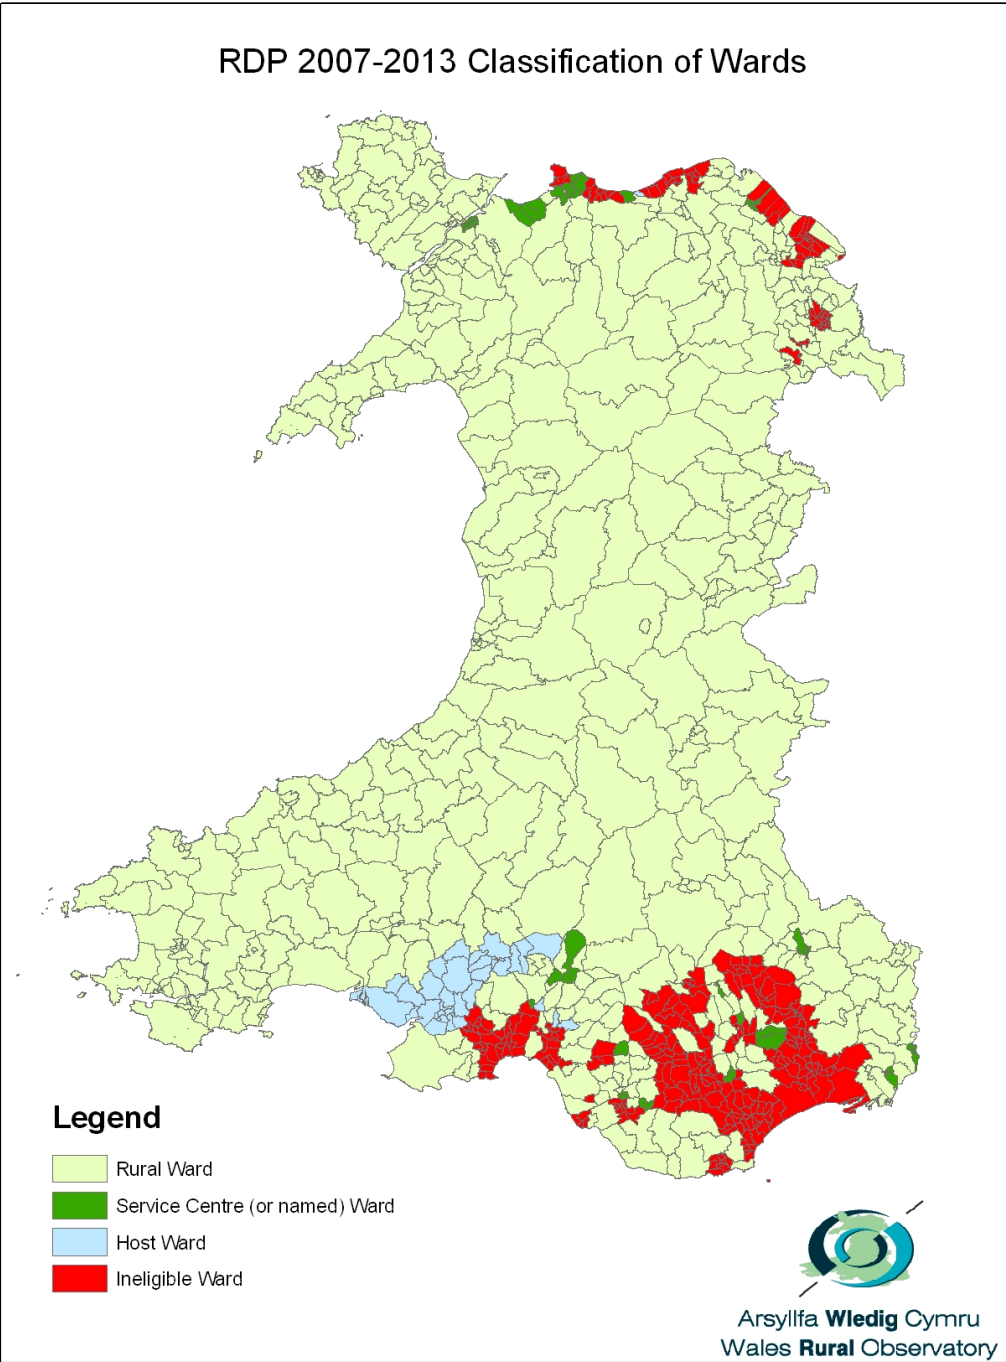 RDP 2007-2013 Classification of Wards
Legend
Rural Ward
Service Centre (or named) Ward
Host Ward
Ineligible Ward
Arsyllfa Wledig Cymru
Wales Rural Observatory